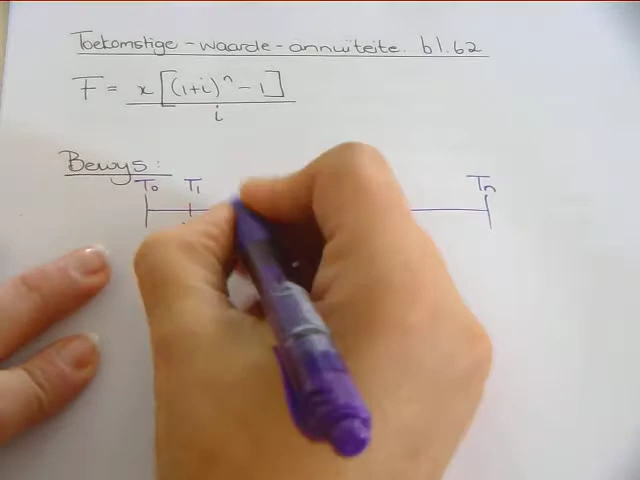 Toekomstige-waarde-annuïteite. bl.62
F = x[(1+i)^n - 1]
i
Bewys:
T₀ T₁ Tₙ